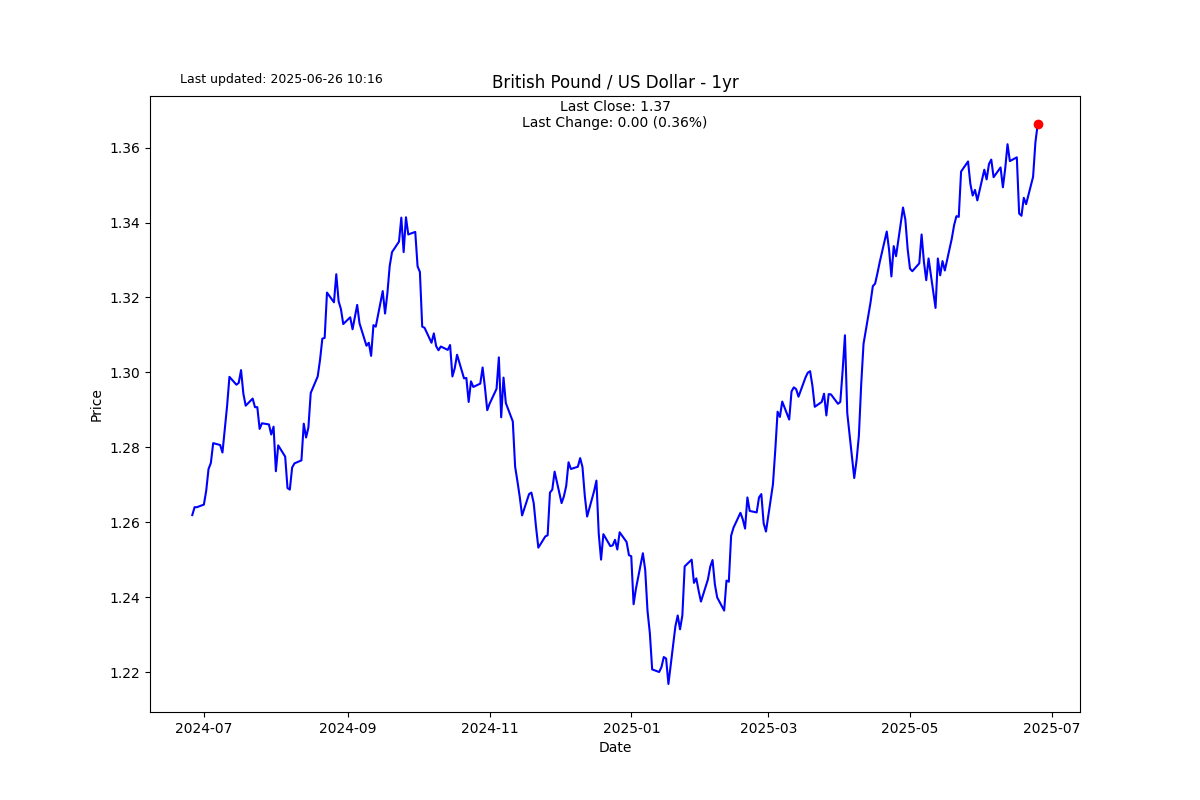 Last updated: 2025-06-26 10:16
British Pound / US Dollar - 1yr
Last Close: 1.37
Last Change: 0.00 (0.36%)
Price
1.36
1.34
1.32
1.30
1.28
1.26
1.24
1.22
2024-07
2024-09
2024-11
2025-01
2025-03
2025-05
2025-07
Date